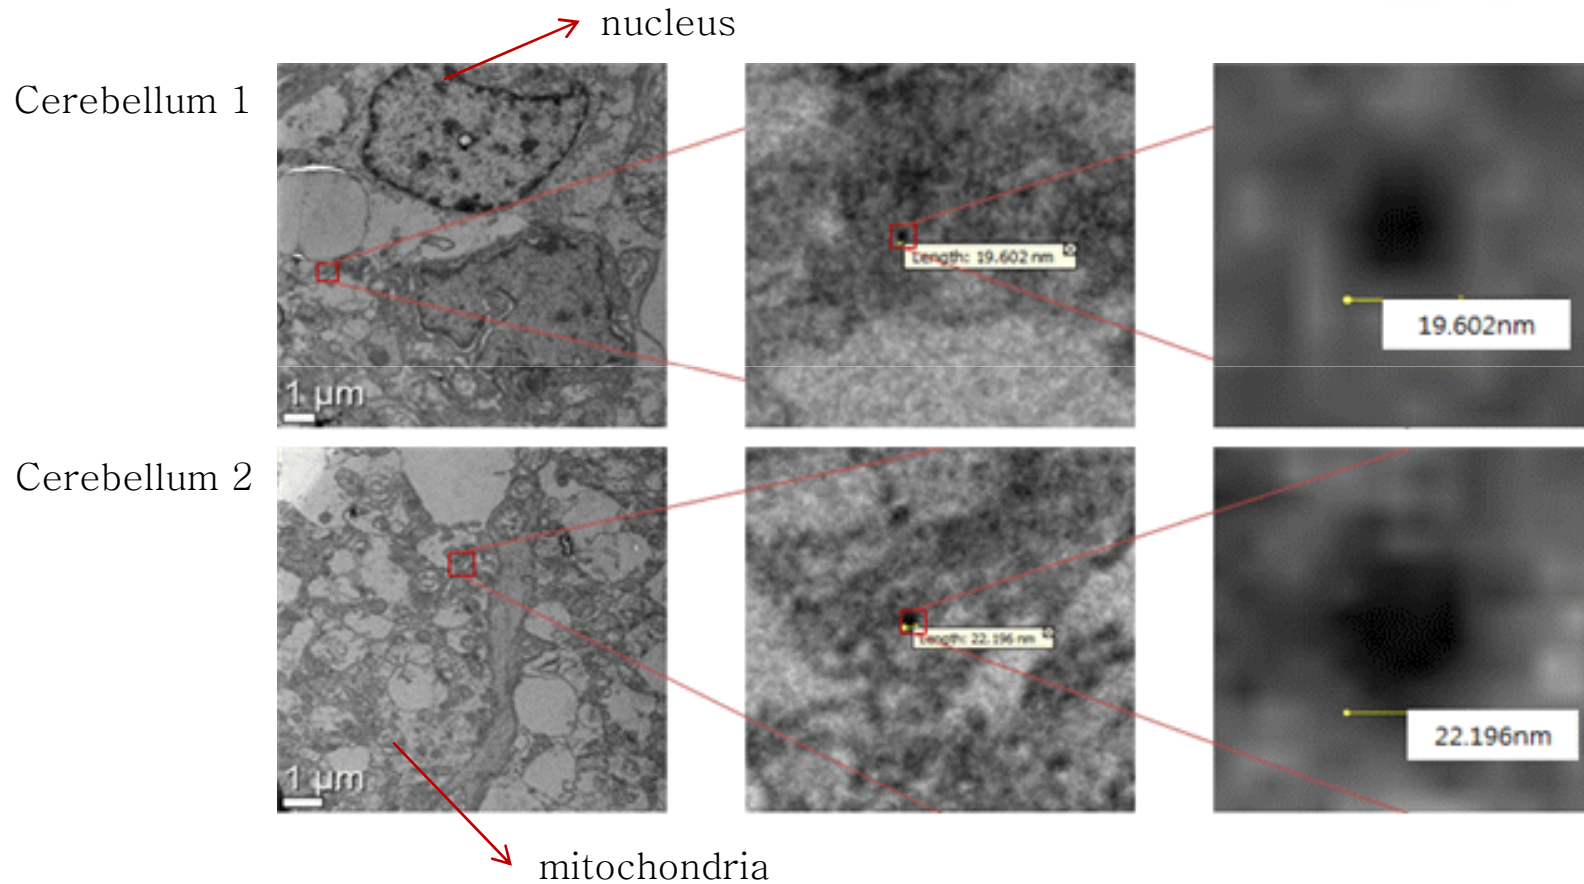 nucleus
Cerebellum 1
Length: 19.602 nm
19.602nm
1 µm
Cerebellum 2
Length: 22.196 nm
22.196nm
1 µm
mitochondria